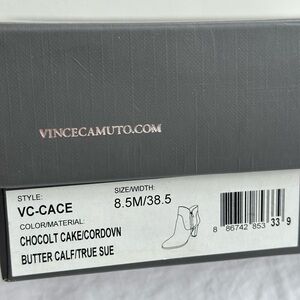 VINCECAMUTO.COM
STYLE: SIZE/WIDTH:
VC-CACE 8.5M/38.5
COLOR/MATERIAL:
CHOCOLT CAKE/CORDOVN
BUTTER CALF/TRUE SUE
8 86742 853 33 9